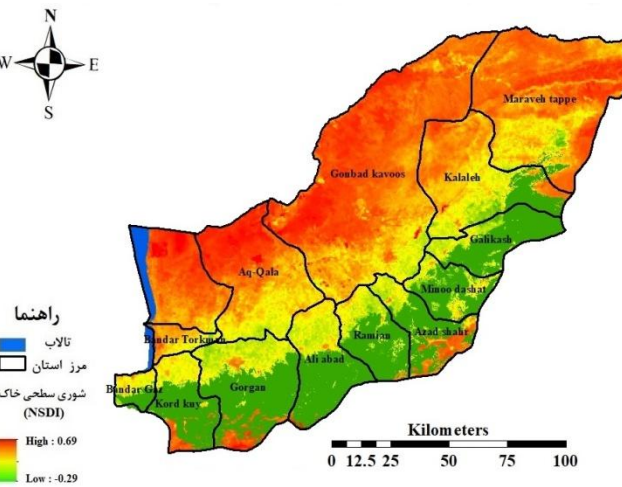 N
W E
S
Maraveh tappe
Gonbad kavoos
Kalaleh
Galikash
Aq-Qala
Minoo dashat
Bandar Torkman
Ramian
Azad shahr
Ali abad
Bandar Gaz
Gorgan
Kord kuy
راهنما
تالاب
مرز استان
شوری سطحی خاک
(NSDI)
High : 0.69
Low : -0.29
Kilometers
0 12.5 25 50 75 100